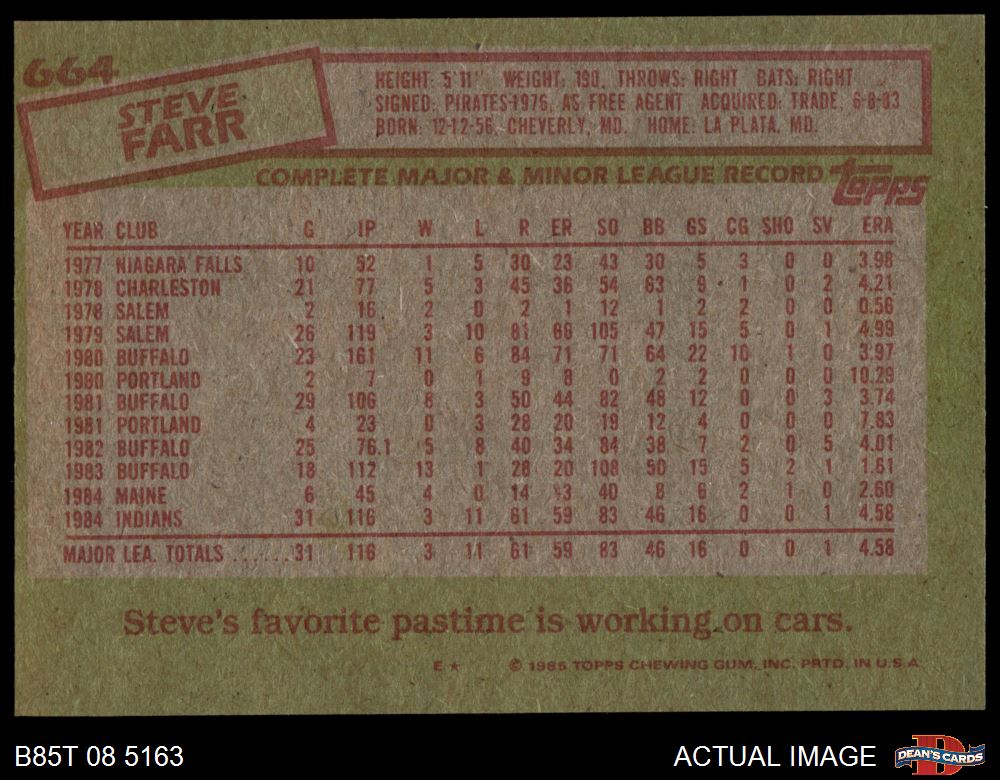 664
STEVE
FARR
HEIGHT: 5'11" WEIGHT: 190, THROWS: RIGHT BATS: RIGHT
SIGNED: PIRATES-1976, AS FREE AGENT ACQUIRED: TRADE, 6-8-83
BORN: 12-12-56, CHEVERLY, MD. HOME: LA PLATA, MD.
COMPLETE MAJOR & MINOR LEAGUE RECORD topps
YEAR CLUB G IP W L R ER SO BB GS CG SHO SV ERA
1977 NIAGARA FALLS 10 52 1 5 30 23 43 30 5 3 0 0 3.98
1978 CHARLESTON 21 77 5 3 45 36 54 63 9 1 0 2 4.21
1978 SALEM 2 16 2 0 2 1 12 1 2 2 0 0 0.56
1979 SALEM 26 119 3 10 81 66 105 47 15 5 0 1 4.99
1980 BUFFALO 23 161 11 6 84 71 71 64 22 10 1 0 3.97
1980 PORTLAND 2 7 0 1 9 8 0 2 2 0 0 0 10.29
1981 BUFFALO 29 106 8 3 50 44 82 48 12 0 0 3 3.74
1981 PORTLAND 4 23 0 3 28 20 19 12 4 0 0 0 7.83
1982 BUFFALO 25 76.1 5 8 40 34 84 38 7 2 0 5 4.01
1983 BUFFALO 18 112 13 1 28 20 108 50 15 5 2 1 1.61
1984 MAINE 6 45 4 0 14 13 40 8 6 2 1 0 2.60
1984 INDIANS 31 116 3 11 61 59 83 46 16 0 0 1 4.58
MAJOR LEA. TOTALS ....... 31 116 3 11 61 59 83 46 16 0 0 1 4.58
Steve's favorite pastime is working on cars.
E ★ © 1985 TOPPS CHEWING GUM, INC. PRTD. IN U.S.A.
B85T 08 5163 ACTUAL IMAGE D DEAN'S CARDS